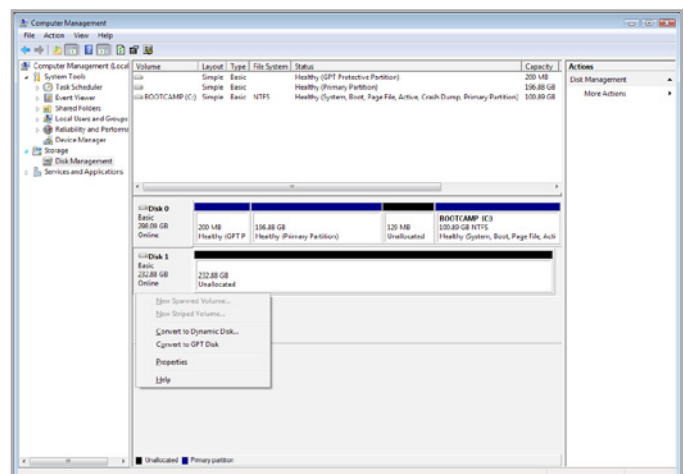 Computer Management
File Action View Help
Computer Management (Local
System Tools
Task Scheduler
Event Viewer
Shared Folders
Local Users and Groups
Reliability and Performa
Device Manager
Storage
Disk Management
Services and Applications
Volume Layout Type File System Status Capacity
Simple Basic Healthy (GPT Protective Partition) 200 MB
Simple Basic Healthy (Primary Partition) 196.88 GB
BOOTCAMP (C:) Simple Basic NTFS Healthy (System, Boot, Page File, Active, Crash Dump, Primary Partition) 100.89 GB
Actions
Disk Management
More Actions
Disk 0
Basic
298.09 GB
Online
200 MB
Healthy (GPT P
196.88 GB
Healthy (Primary Partition)
129 MB
Unallocated
BOOTCAMP (C:)
100.89 GB NTFS
Healthy (System, Boot, Page File, Acti
Disk 1
Basic
232.88 GB
Online
232.88 GB
Unallocated
New Spanned Volume...
New Striped Volume...
Convert to Dynamic Disk...
Convert to GPT Disk
Properties
Help
Unallocated Primary partition